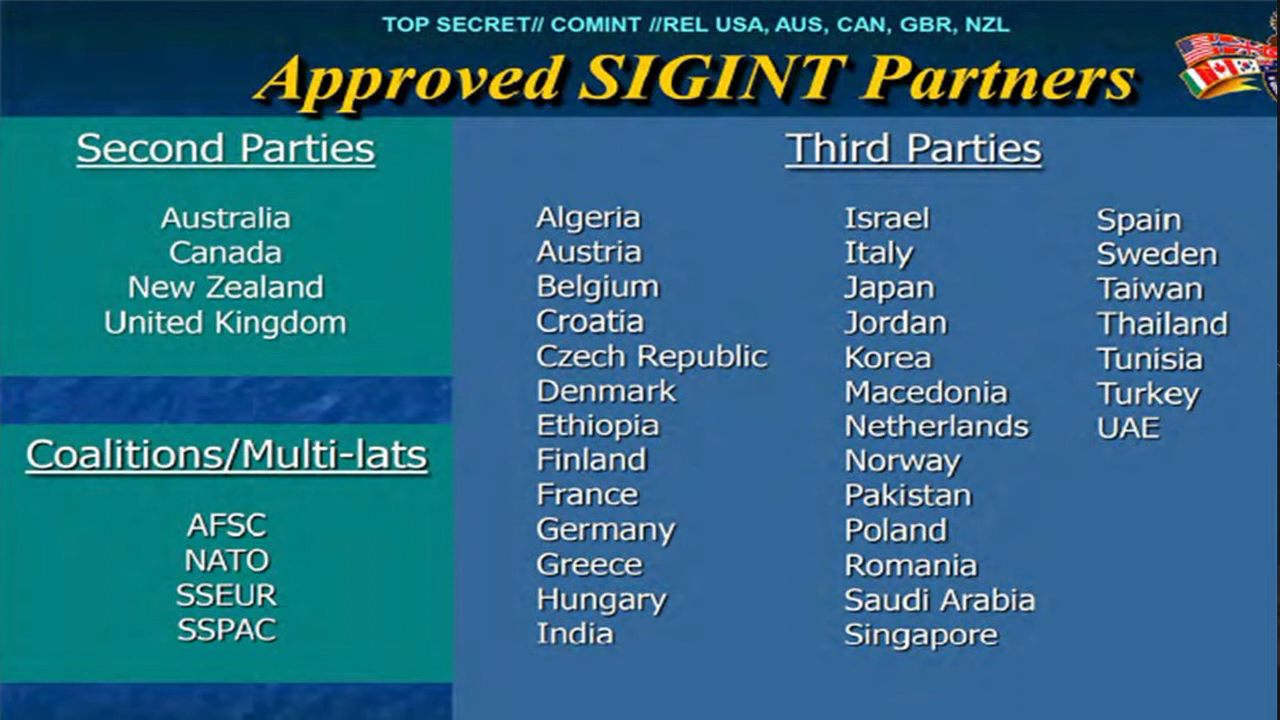 TOP SECRET// COMINT //REL USA, AUS, CAN, GBR, NZL
Approved SIGINT Partners
Second Parties
Australia
Canada
New Zealand
United Kingdom
Coalitions/Multi-lats
AFSC
NATO
SSEUR
SSPAC
Third Parties
Algeria
Austria
Belgium
Croatia
Czech Republic
Denmark
Ethiopia
Finland
France
Germany
Greece
Hungary
India
Israel
Italy
Japan
Jordan
Korea
Macedonia
Netherlands
Norway
Pakistan
Poland
Romania
Saudi Arabia
Singapore
Spain
Sweden
Taiwan
Thailand
Tunisia
Turkey
UAE